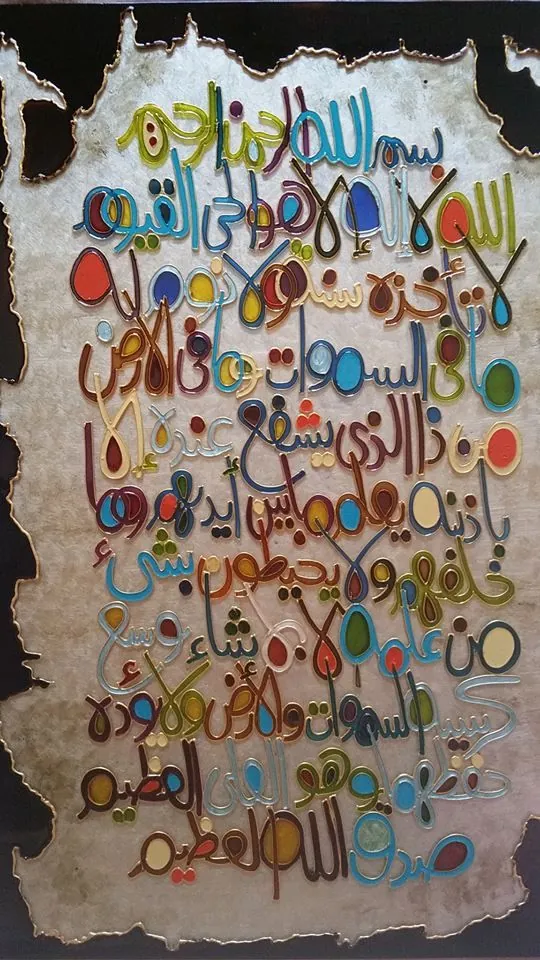 بسم الله الرحمن الرحيم
الله لا إله إلا هو الحي القيوم
لا تأخذه سنة ولا نوم له
ما في السموات وما في الأرض
من ذا الذي يشفع عنده إلا
بإذنه يعلم ما بين أيديهم وما
خلفهم ولا يحيطون بشيء
من علمه إلا بما شاء وسع
كرسيه السموات والأرض ولا يؤده
حفظهما وهو العلي العظيم
صدق الله العظيم